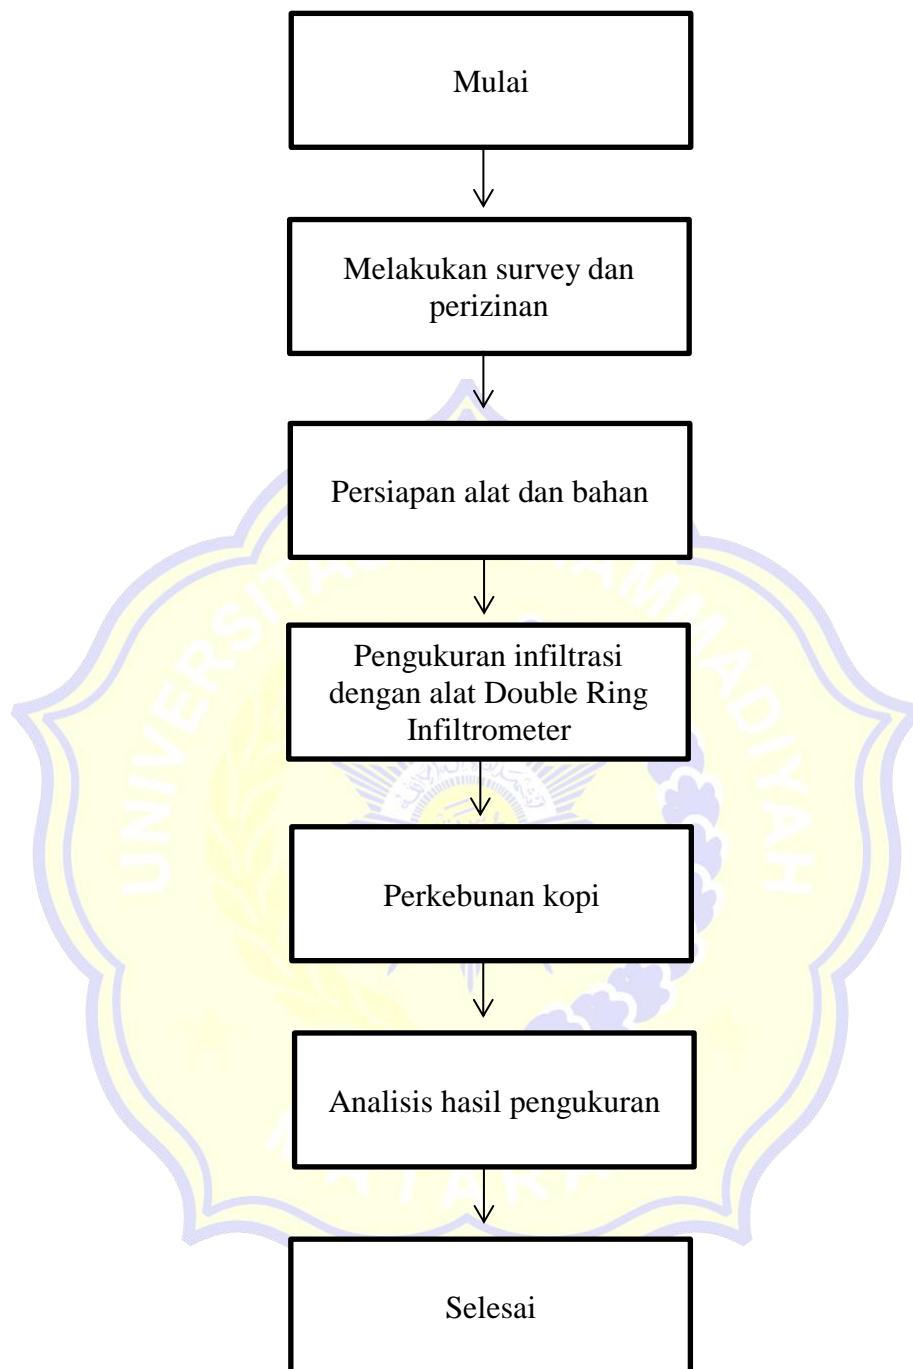 Mulai
Melakukan survey dan
perizinan
Persiapan alat dan bahan
Pengukuran infiltrasi
dengan alat Double Ring
Infiltrometer
Perkebunan kopi
Analisis hasil pengukuran
Selesai